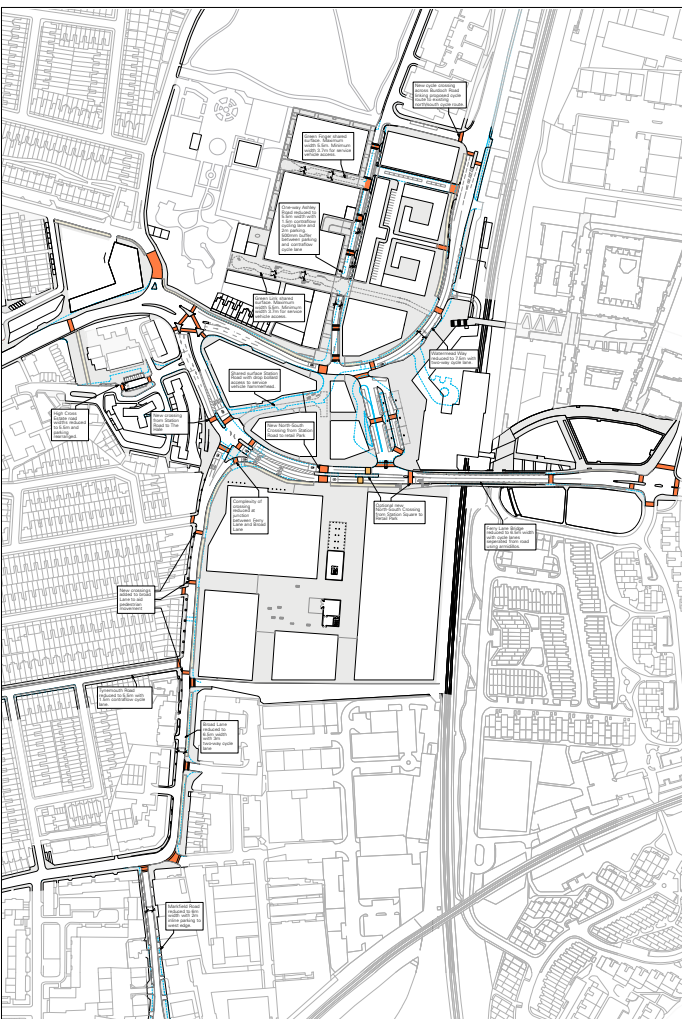 New cycle crossing
across Burdock Road
linking proposed cycle
route to existing
north/south cycle route.
Green Finger shared
surface. Maximum
width 5.5m. Minimum
width 3.7m for service
vehicle access.
One-way Ashley
Road reduced to
5.5m width with
1.5m contraflow
cycling lane and
2m parking.
500mm buffer
between parking
and contraflow
cycle lane
Green Link shared
surface. Maximum
width 5.5m. Minimum
width 3.7m for service
vehicle access.
Watermead Way
reduced to 7.5m with
two-way cycle lane.
Shared surface Station
Road with drop bollard
access to service
vehicle hammerhead.
High Cross
Estate road
widths reduced
to 5.5m and
parking
rearranged.
New crossing
from Station
Road to The
Hale
New North-South
Crossing from Station
Road to retail Park
Complexity of
crossing
reduced at
junction
between Ferry
Lane and Broad
Lane
Optional new
North-South Crossing
from Station Square to
Retail Park
Ferry Lane Bridge
reduced to 6.5m width
with cycle lanes
seperated from road
using armadillos.
New crossings
added to broad
Lane to aid
pedestrian
movement
Tynemouth Road
reduced to 5.5m with
1.5m contraflow cycle
lane.
Broad Lane
reduced to
6.5m width
with 3m
two-way cycle
lane.
Markfield Road
reduced to 6m
width with 2m
inline parking to
west edge.